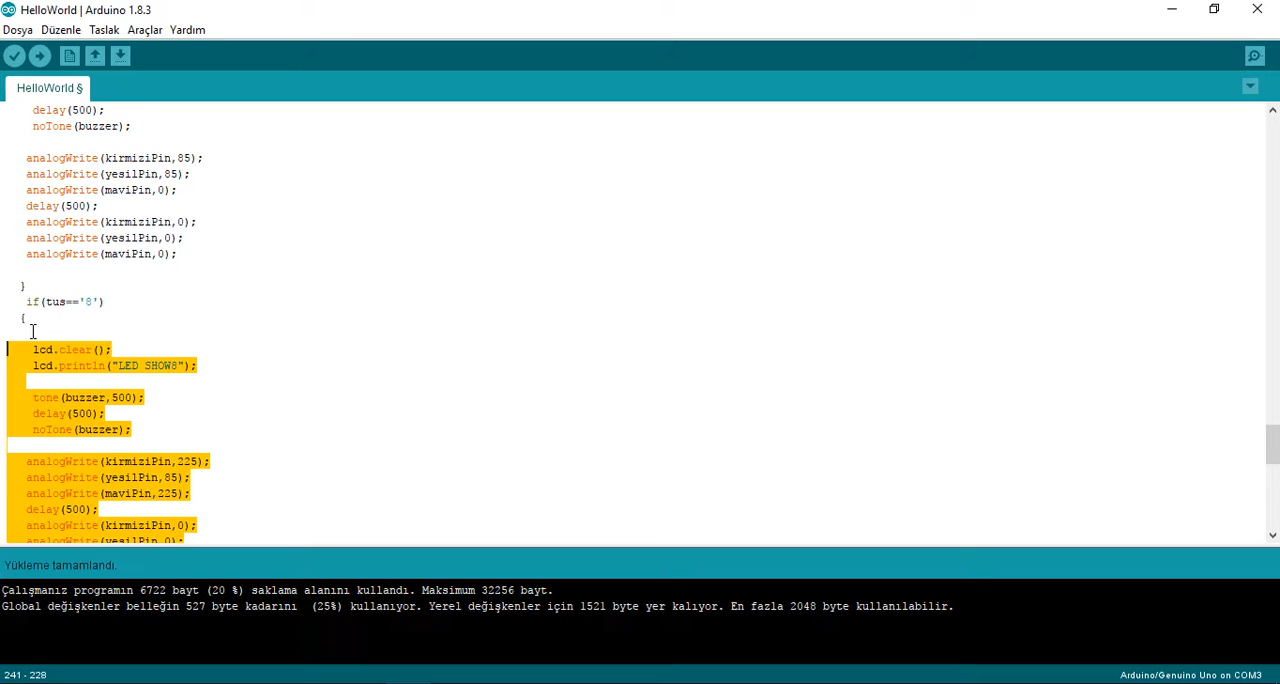 HelloWorld | Arduino 1.8.3
Dosya Düzenle Taslak Araçlar Yardım
HelloWorld §
delay(500);
noTone(buzzer);
analogWrite(kirmiziPin,85);
analogWrite(yesilPin,85);
analogWrite(maviPin,0);
delay(500);
analogWrite(kirmiziPin,0);
analogWrite(yesilPin,0);
analogWrite(maviPin,0);
}
if(tus=='8')
{
lcd.clear();
lcd.println("LED SHOW8");
tone(buzzer,500);
delay(500);
noTone(buzzer);
analogWrite(kirmiziPin,225);
analogWrite(yesilPin,85);
analogWrite(maviPin,225);
delay(500);
analogWrite(kirmiziPin,0);
analogWrite(yesilPin,0);
Yükleme tamamlandı.
Çalışmanız programın 6722 bayt (20 %) saklama alanını kullandı. Maksimum 32256 bayt.
Global değişkenler belleğin 527 byte kadarını (25%) kullanıyor. Yerel değişkenler için 1521 byte yer kalıyor. En fazla 2048 byte kullanılabilir.
241 - 228
Arduino/Genuino Uno on COM3